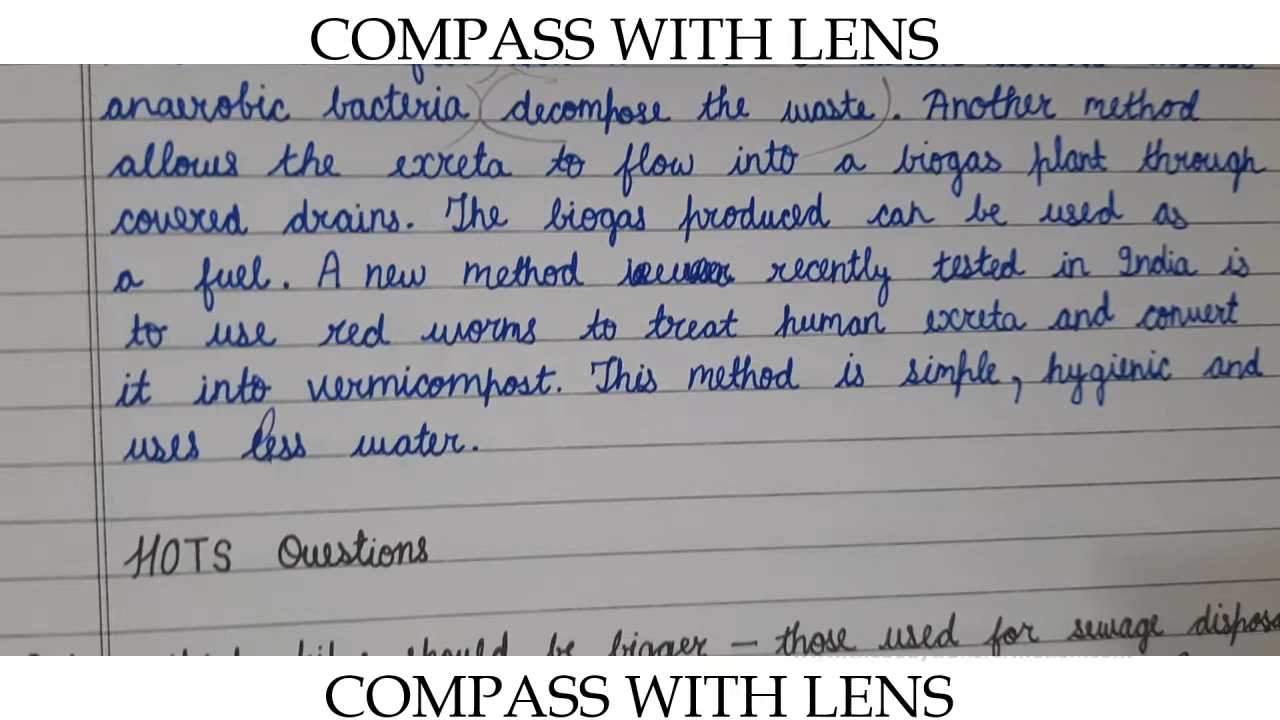 COMPASS WITH LENS
anaerobic bacteria (decompose the waste). Another method
allows the excreta to flow into a biogas plant through
covered drains. The biogas produced can be used as
a fuel. A new method recently tested in India is
to use red worms to treat human excreta and convert
it into vermicompost. This method is simple, hygienic and
uses less water.
HOTS Questions
should be bigger – those used for sewage
COMPASS WITH LENS